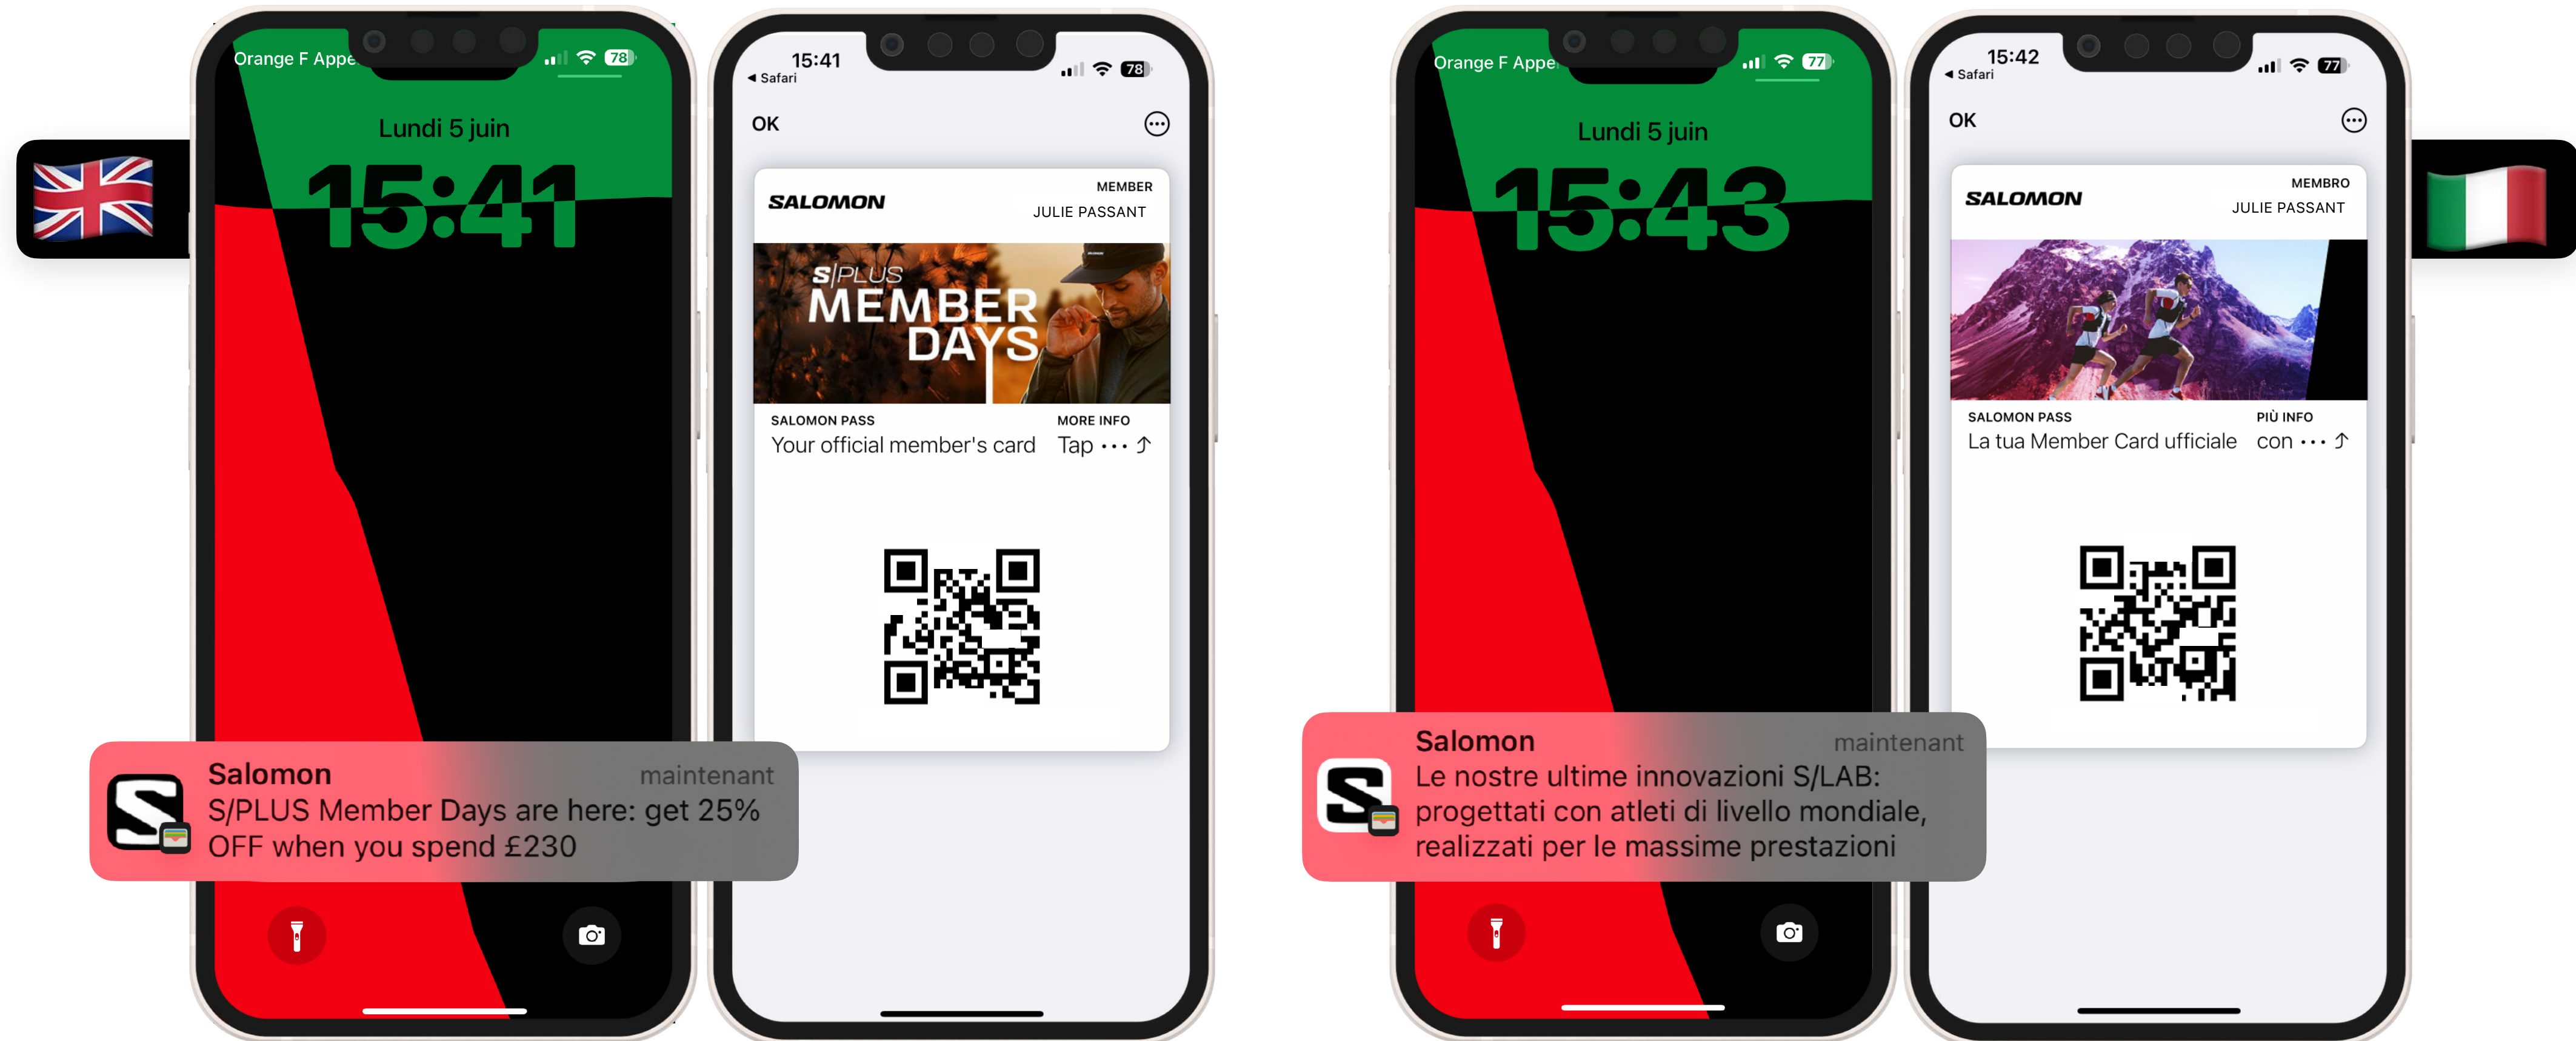 Orange F Appe
78
Lundi 5 juin
15:41
Salomon
maintenant
S/PLUS Member Days are here: get 25%
OFF when you spend £230
15:41
◀ Safari
78
OK
SALOMON
MEMBER
JULIE PASSANT
S/PLUS
MEMBER
DAYS
SALOMON PASS
MORE INFO
Your official member's card
Tap ••• ⤴
Orange F Appe
77
Lundi 5 juin
15:43
Salomon
maintenant
Le nostre ultime innovazioni S/LAB:
progettati con atleti di livello mondiale,
realizzati per le massime prestazioni
15:42
◀ Safari
77
OK
SALOMON
MEMBRO
JULIE PASSANT
SALOMON PASS
PIÙ INFO
La tua Member Card ufficiale
con ••• ⤴